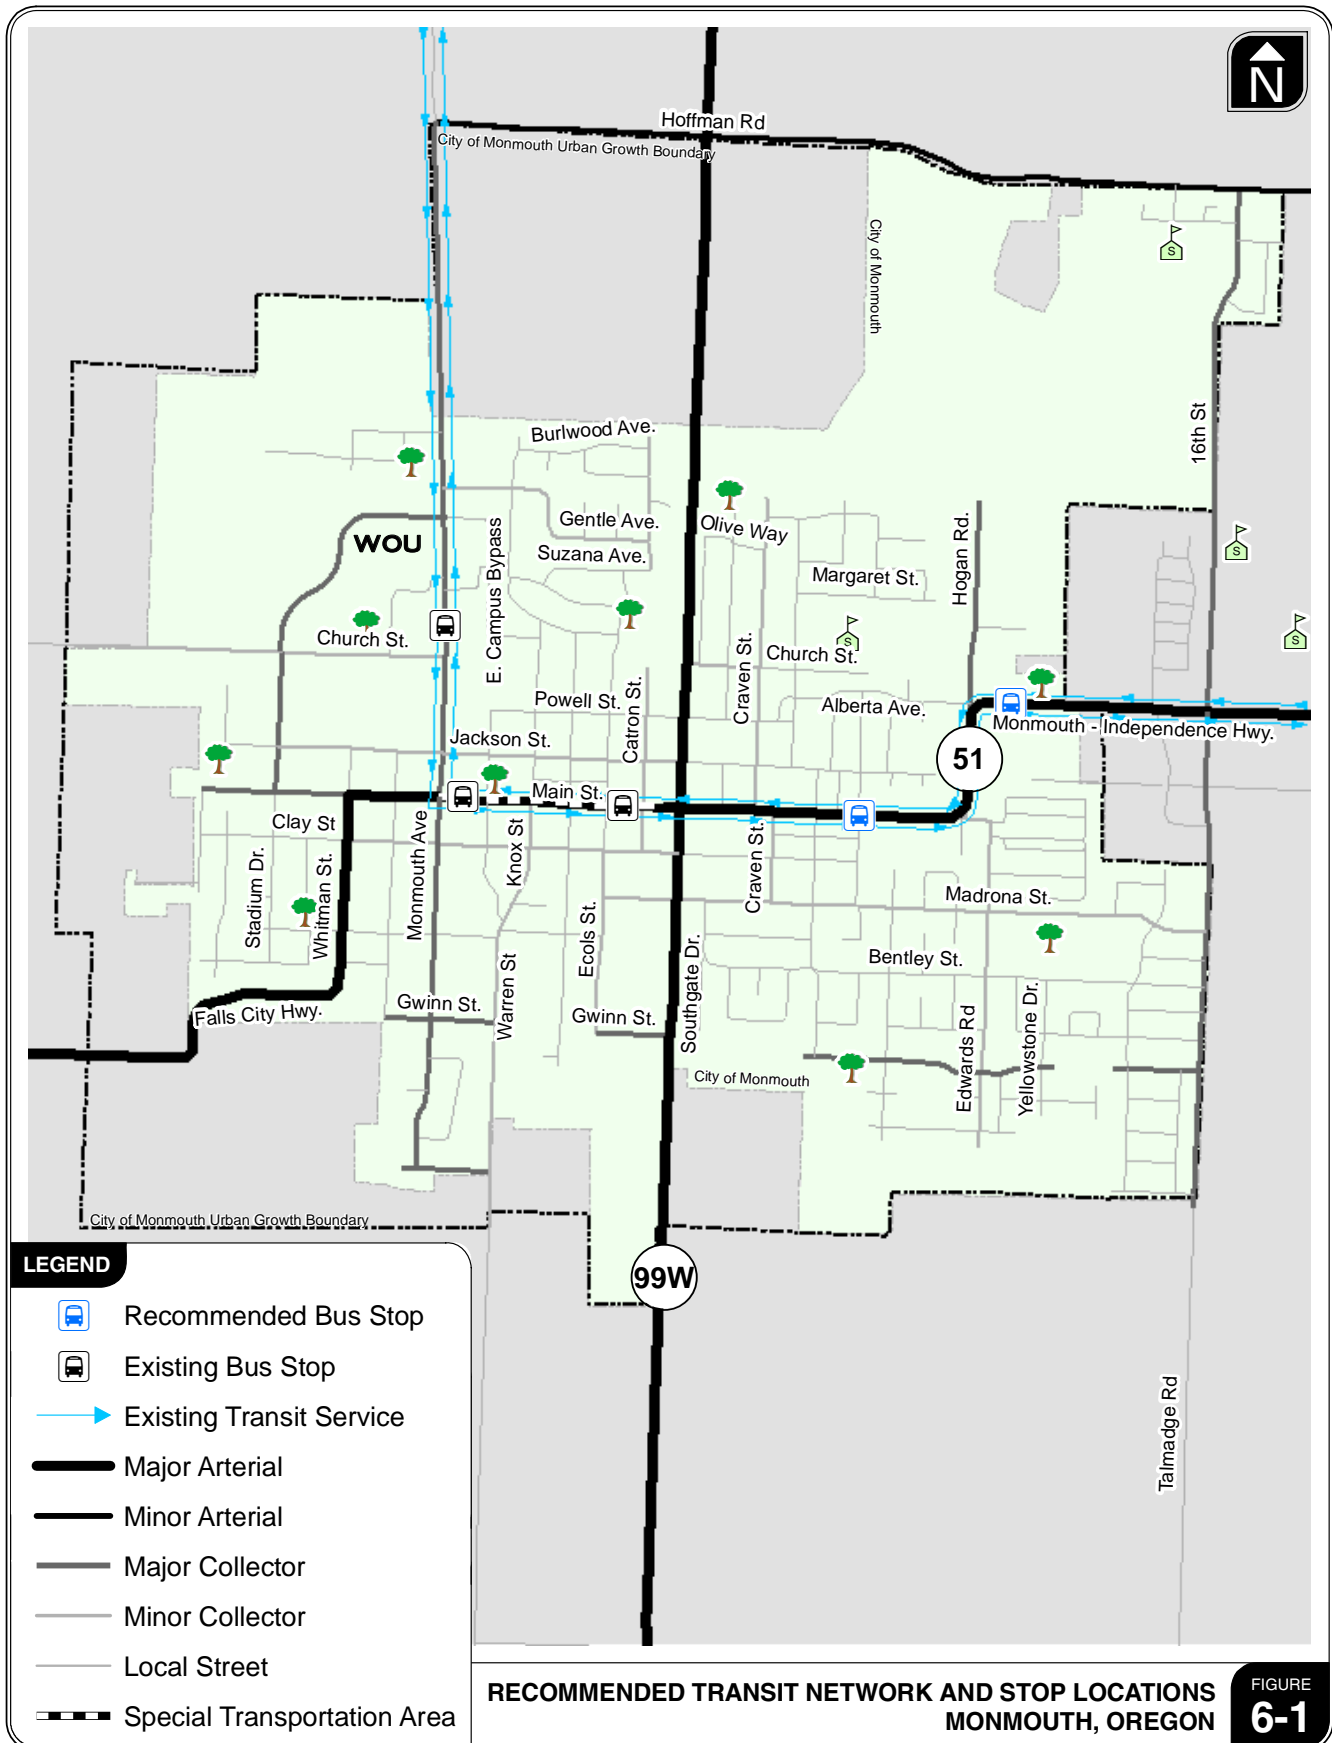 N
Hoffman Rd
City of Monmouth Urban Growth Boundary
City of Monmouth
S
16th St
Burlwood Ave.
Gentle Ave.
Suzana Ave.
Olive Way
Hogan Rd.
WOU
E. Campus Bypass
Margaret St.
S
S
S
Church St.
Church St.
Craven St.
Powell St.
Catron St.
Alberta Ave.
Monmouth - Independence Hwy.
Jackson St.
51
Main St.
Clay St
Monmouth Ave
Knox St
Craven St.
Stadium Dr.
Whitman St.
Madrona St.
Ecols St.
Bentley St.
Warren St
Southgate Dr.
Falls City Hwy.
Gwinn St.
Gwinn St.
Edwards Rd
Yellowstone Dr.
City of Monmouth
City of Monmouth Urban Growth Boundary
99W
Talmadge Rd
LEGEND
Recommended Bus Stop
Existing Bus Stop
Existing Transit Service
Major Arterial
Minor Arterial
Major Collector
Minor Collector
Local Street
Special Transportation Area
RECOMMENDED TRANSIT NETWORK AND STOP LOCATIONS
MONMOUTH, OREGON
FIGURE
6-1